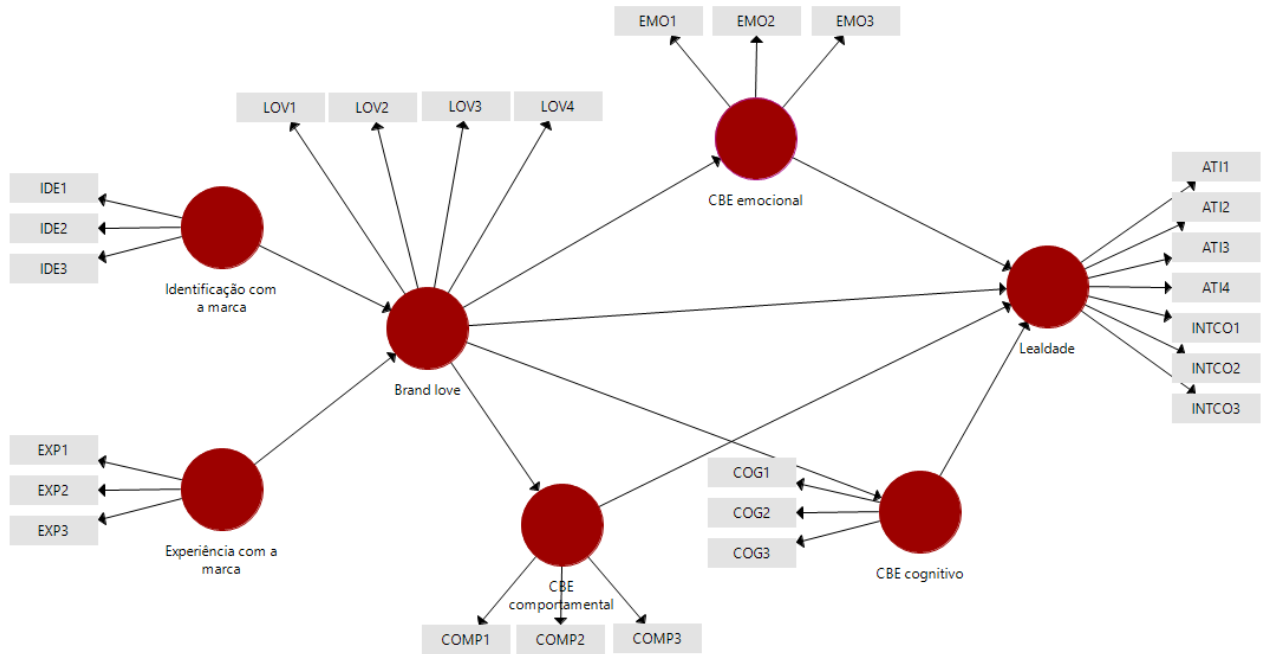 EMO1
EMO2
EMO3
LOV1
LOV2
LOV3
LOV4
CBE emocional
IDE1
IDE2
IDE3
Identificação com
a marca
Brand love
ATI1
ATI2
ATI3
ATI4
INTCO1
INTCO2
INTCO3
Lealdade
EXP1
EXP2
EXP3
Experiência com a
marca
CBE
comportamental
COMP1
COMP2
COMP3
COG1
COG2
COG3
CBE cognitivo